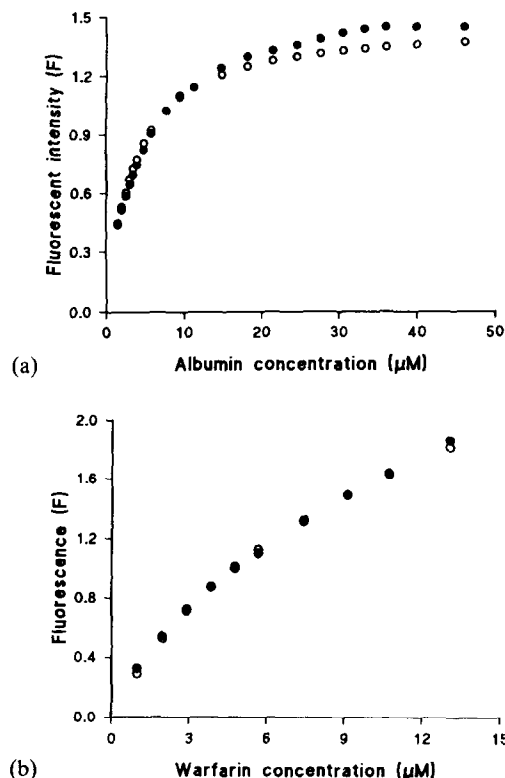 1.5
1.2
0.9
0.6
0.3
0.0
Fluorescent intensity (F)
0 10 20 30 40 50
(a)
Albumin concentration (μM)
2.0
1.6
1.2
0.8
0.4
0.0
Fluorescence (F)
0 3 6 9 12 15
(b)
Warfarin concentration (μM)